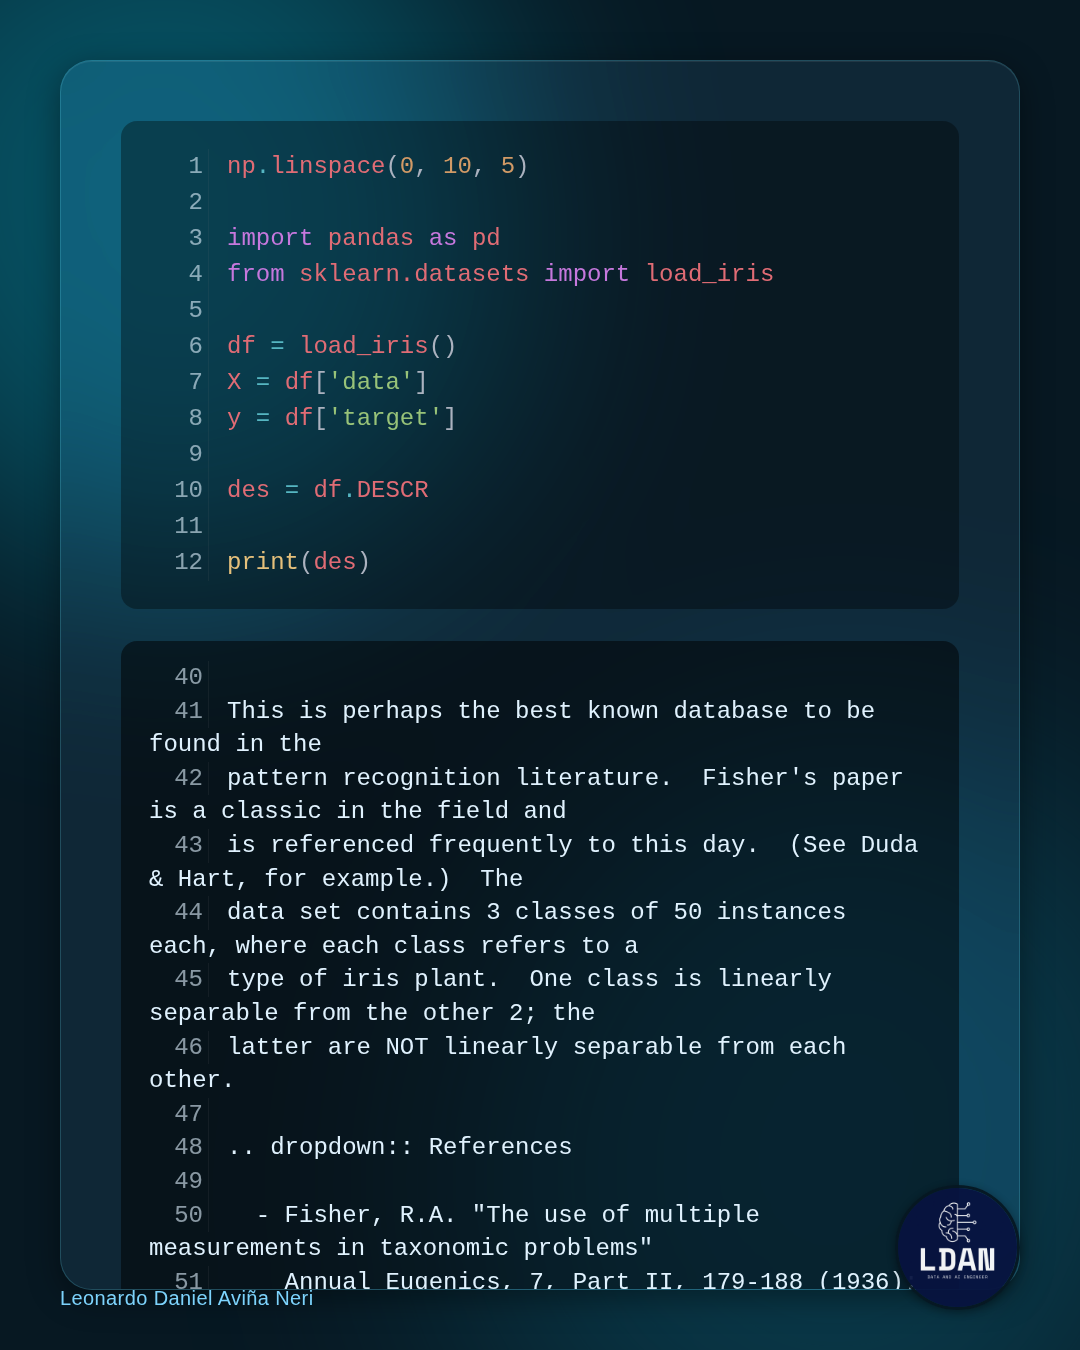 1 np.linspace(0, 10, 5)
2
3 import pandas as pd
4 from sklearn.datasets import load_iris
5
6 df = load_iris()
7 X = df['data']
8 y = df['target']
9
10 des = df.DESCR
11
12 print(des)
40
41 This is perhaps the best known database to be
found in the
42 pattern recognition literature.  Fisher's paper
is a classic in the field and
43 is referenced frequently to this day.  (See Duda
& Hart, for example.)  The
44 data set contains 3 classes of 50 instances
each, where each class refers to a
45 type of iris plant.  One class is linearly
separable from the other 2; the
46 latter are NOT linearly separable from each
other.
47
48 .. dropdown:: References
49
50   - Fisher, R.A. "The use of multiple
measurements in taxonomic problems"
51     Annual Eugenics, 7, Part II, 179-188 (1936)
LDAN
DATA AND AI ENGINEER
Leonardo Daniel Aviña Neri